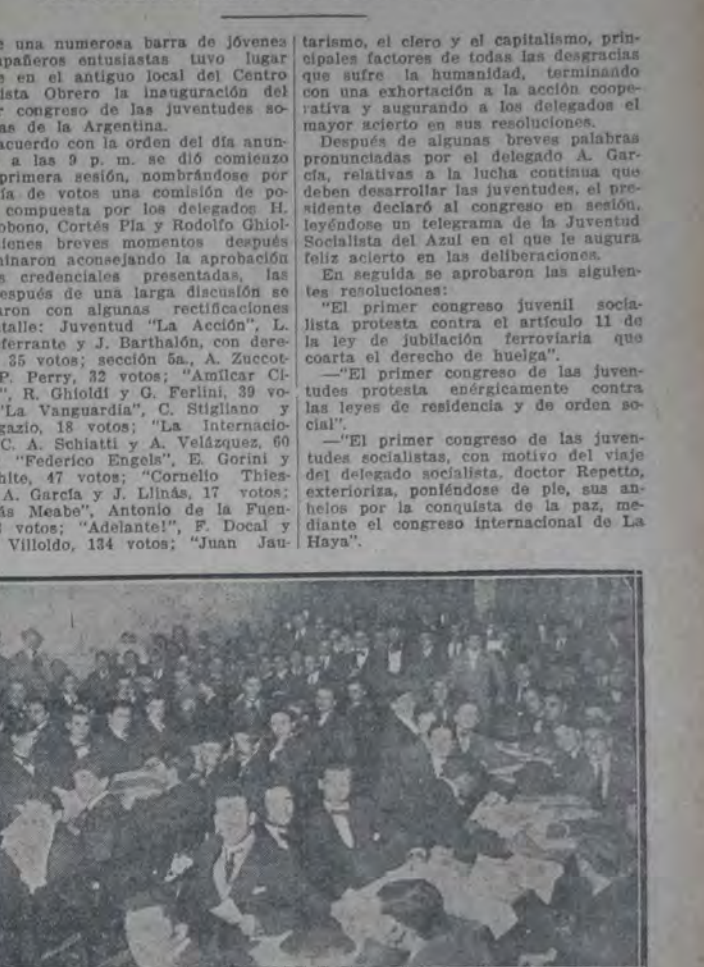 e una numerosa barra de jóvenes
mpañeros entusiastas tuvo lugar
e en el antiguo local del Centro
ista Obrero la inauguración del
r congreso de las juventudes so-
as de la Argentina.
acuerdo con la orden del día anun-
a las 9 p. m. se dió comienzo
primera sesión, nombrándose por
ía de votos una comisión de po-
compuesta por los delegados H.
obono, Cortés Pla y Rodolfo Ghiol-
ienes breves momentos después
minaron aconsejando la aprobación
s credenciales presentadas, las
espués de una larga discusión se
aron con algunas rectificaciones
talle: Juventud "La Acción", L.
ferrante y J. Barthalón, con dere-
35 votos; sección 5a., A. Zuccot-
P. Perry, 32 votos; "Amílcar Ci-
", R. Ghioldi y G. Ferlini, 39 vo-
"La Vanguardia", C. Stigliano y
gazio, 18 votos; "La Internacio-
C. A. Schiatti y A. Velázquez, 60
"Federico Engels", E. Gorini y
hite, 47 votos; "Cornelio Thies-
A. García y J. Llinás, 17 votos;
ás Meabe", Antonio de la Fuen-
votos; "Adelante!", F. Docal y
Villoldo, 134 votos; "Juan Jau-
tarismo, el clero y el capitalismo, prin-
cipales factores de todas las desgracias
que sufre la humanidad, terminando
con una exhortación a la acción coope-
rativa y augurando a los delegados el
mayor acierto en sus resoluciones.
Después de algunas breves palabras
pronunciadas por el delegado A. Gar-
cía, relativas a la lucha continua que
deben desarrollar las juventudes, el pre-
sidente declaró al congreso en sesión,
leyéndose un telegrama de la Juventud
Socialista del Azul en el que le augura
feliz acierto en las deliberaciones.
En seguida se aprobaron las siguien-
tes resoluciones:
"El primer congreso juvenil socia-
lista protesta contra el artículo 11 de
la ley de jubilación ferroviaria que
coarta el derecho de huelga".
—"El primer congreso de las juven-
tudes protesta enérgicamente contra
las leyes de residencia y de orden so-
cial".
—"El primer congreso de las juven-
tudes socialistas, con motivo del viaje
del delegado socialista, doctor Repetto,
exterioriza, poniéndose de pie, sus an-
helos por la conquista de la paz, me-
diante el congreso internacional de La
Haya".